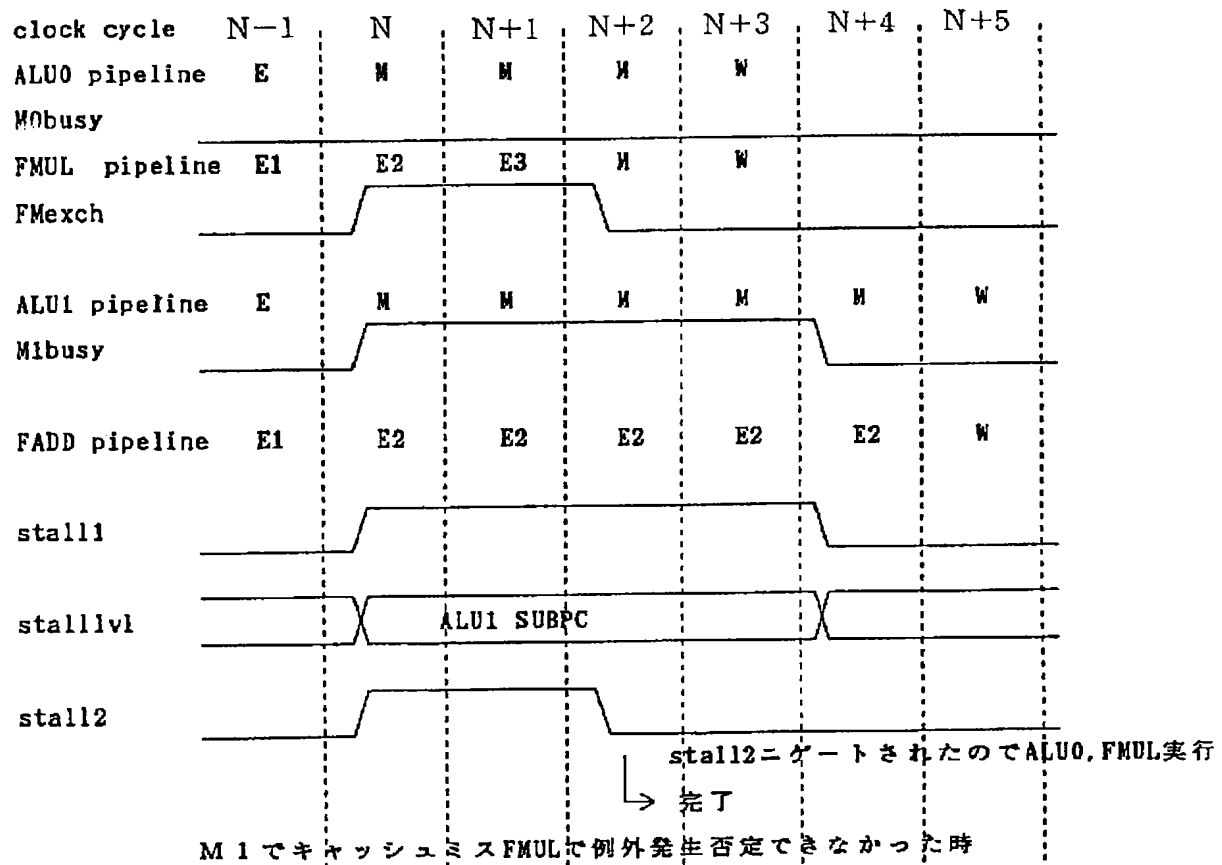 clock cycle N−1 N N+1 N+2 N+3 N+4 N+5
ALU0 pipeline E M M M W
M0busy
FMUL pipeline E1 E2 E3 M W
FMexch
ALU1 pipeline E M M M M M W
M1busy
FADD pipeline E1 E2 E2 E2 E2 E2 W
stall1
stalllvl ALU1 SUBPC
stall2
stall2ニゲートされたのでALU0,FMUL実行
完了
M1でキャッシュミスFMULで例外発生否定できなかった時